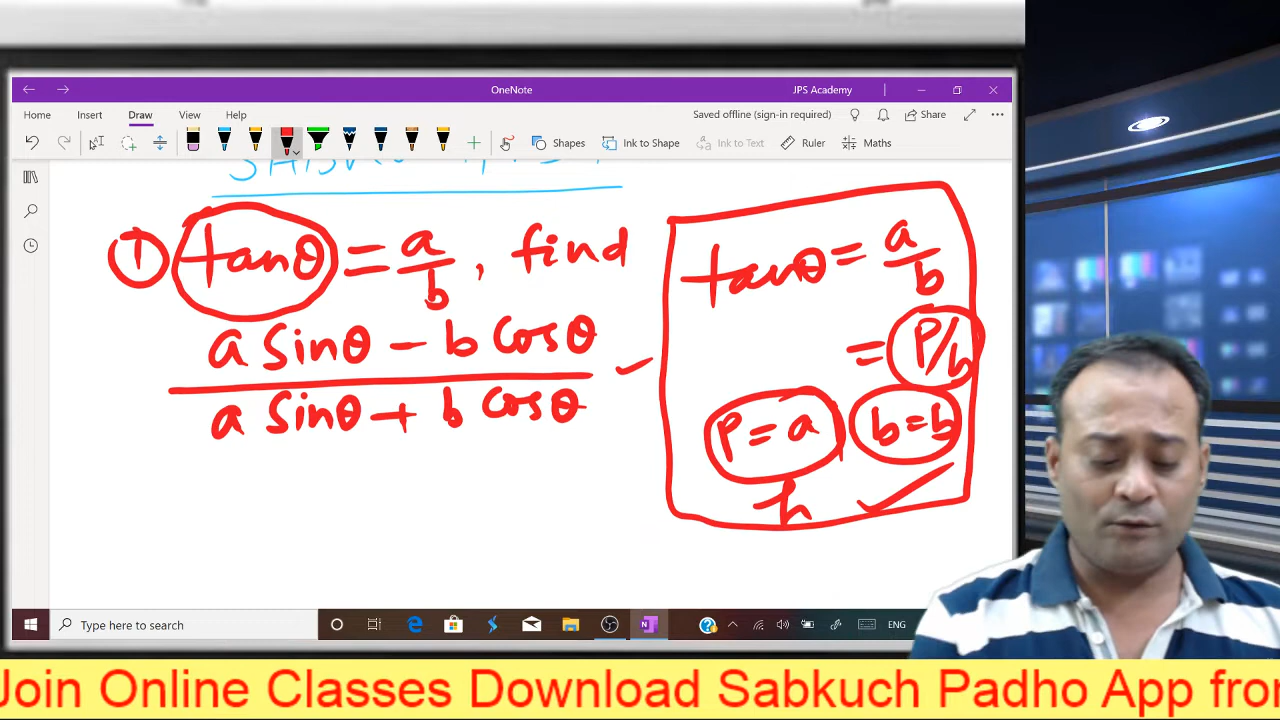 OneNote
JPS Academy
Home Insert Draw View Help
Saved offline (sign-in required)
Share
Shapes
Ink to Shape
Ink to Text
Ruler
Maths
① tanθ = a/b, find
a sinθ - b cosθ
a sinθ + b cosθ
tanθ = a/b
= P/b
P = a b = b
h
Type here to search
ENG
Join Online Classes Download Sabkuch Padho App from